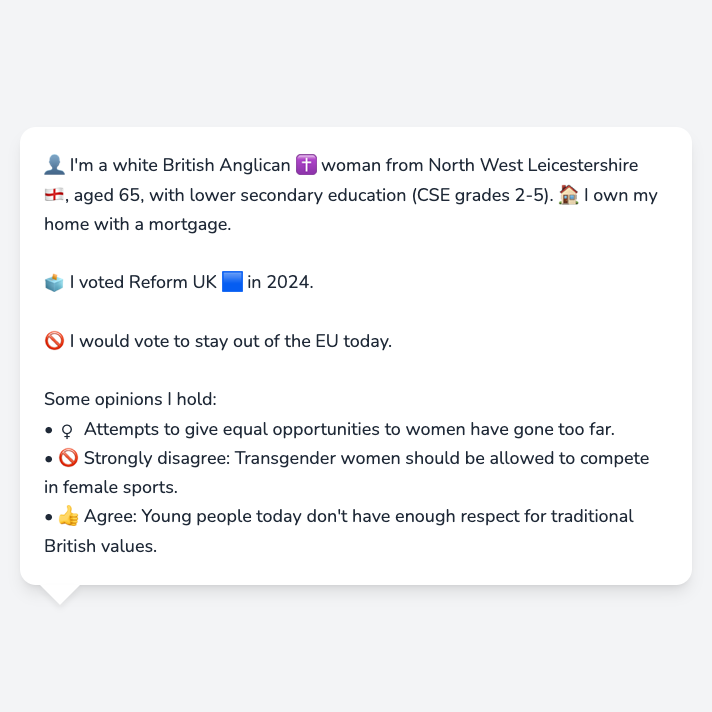 👤 I'm a white British Anglican ✝️ woman from North West Leicestershire
🏴󠁧󠁢󠁥󠁮󠁧󠁿, aged 65, with lower secondary education (CSE grades 2-5). 🏠 I own my
home with a mortgage.
🗳️ I voted Reform UK 🟦 in 2024.
🚫 I would vote to stay out of the EU today.
Some opinions I hold:
• ♀ Attempts to give equal opportunities to women have gone too far.
• 🚫 Strongly disagree: Transgender women should be allowed to compete
in female sports.
• 👍 Agree: Young people today don't have enough respect for traditional
British values.